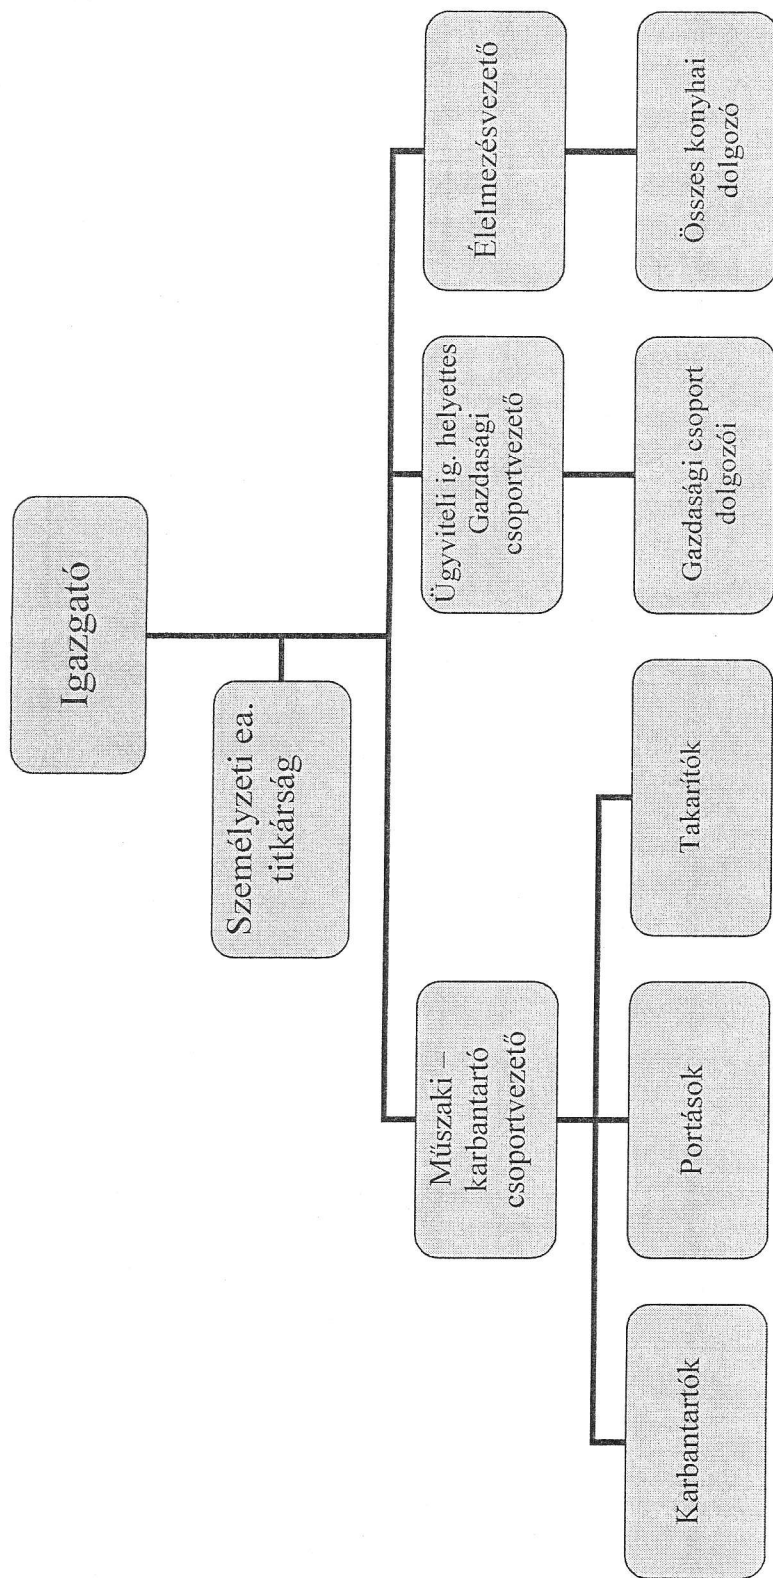 Igazgató
Személyzeti ea.
titkárság
Műszaki –
karbantartó
csoportvezető
Ügyviteli ig. helyettes
Gazdasági
csoportvezető
Élelmezésvezető
Karbantartók
Portások
Takarítók
Gazdasági csoport
dolgozói
Összes konyhai
dolgozó